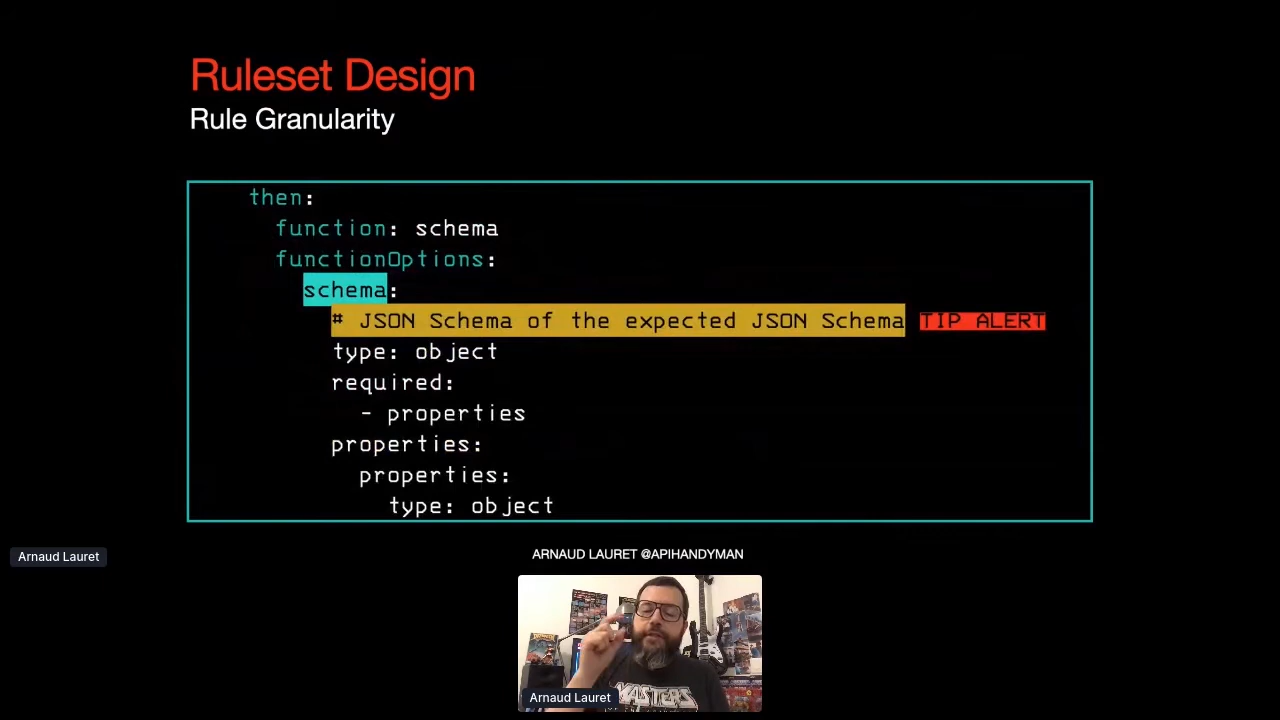 Ruleset Design
Rule Granularity
then:
function: schema
functionOptions:
schema:
# JSON Schema of the expected JSON Schema TIP ALERT
type: object
required:
- properties
properties:
properties:
type: object
Arnaud Lauret
ARNAUD LAURET @APIHANDYMAN
MASTERS
Arnaud Lauret